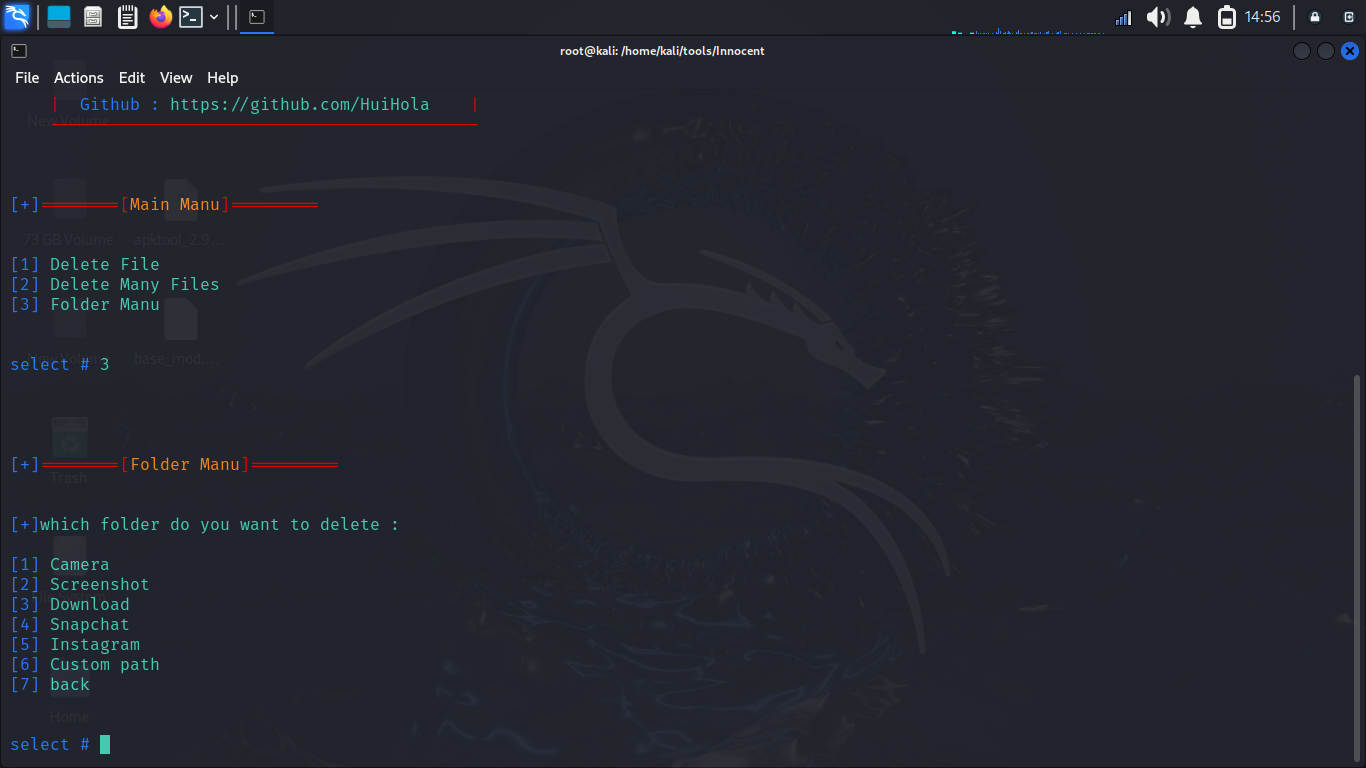 14:56
root@kali: /home/kali/tools/Innocent
File Actions Edit View Help
| Github : https://github.com/HuiHola |
New Volume
[+]════════[Main Manu]═════════
73 GB Volume apktool_2.9...
[1] Delete File
[2] Delete Many Files
[3] Folder Manu
base_mod....
select # 3
[+]════════[Folder Manu]═════════
Trash
[+]which folder do you want to delete :
[1] Camera
[2] Screenshot
[3] Download
[4] Snapchat
[5] Instagram
[6] Custom path
[7] back
Home
select #